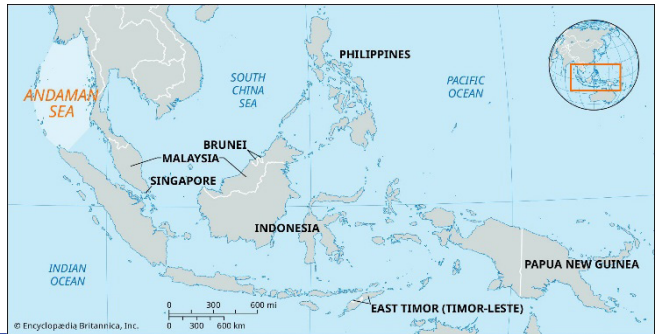 PHILIPPINES
SOUTH
CHINA
SEA
PACIFIC
OCEAN
ANDAMAN
SEA
BRUNEI
MALAYSIA
SINGAPORE
INDONESIA
INDIAN
OCEAN
PAPUA NEW GUINEA
0 300 600 mi
0 300 600 km
EAST TIMOR (TIMOR-LESTE)
© Encyclopædia Britannica, Inc.